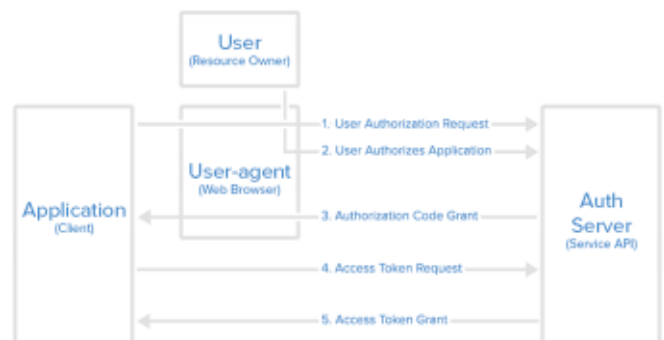 User
(Resource Owner)
1. User Authorization Request
2. User Authorizes Application
User-agent
(Web Browser)
Application
(Client)
3. Authorization Code Grant
Auth
Server
(Service API)
4. Access Token Request
5. Access Token Grant